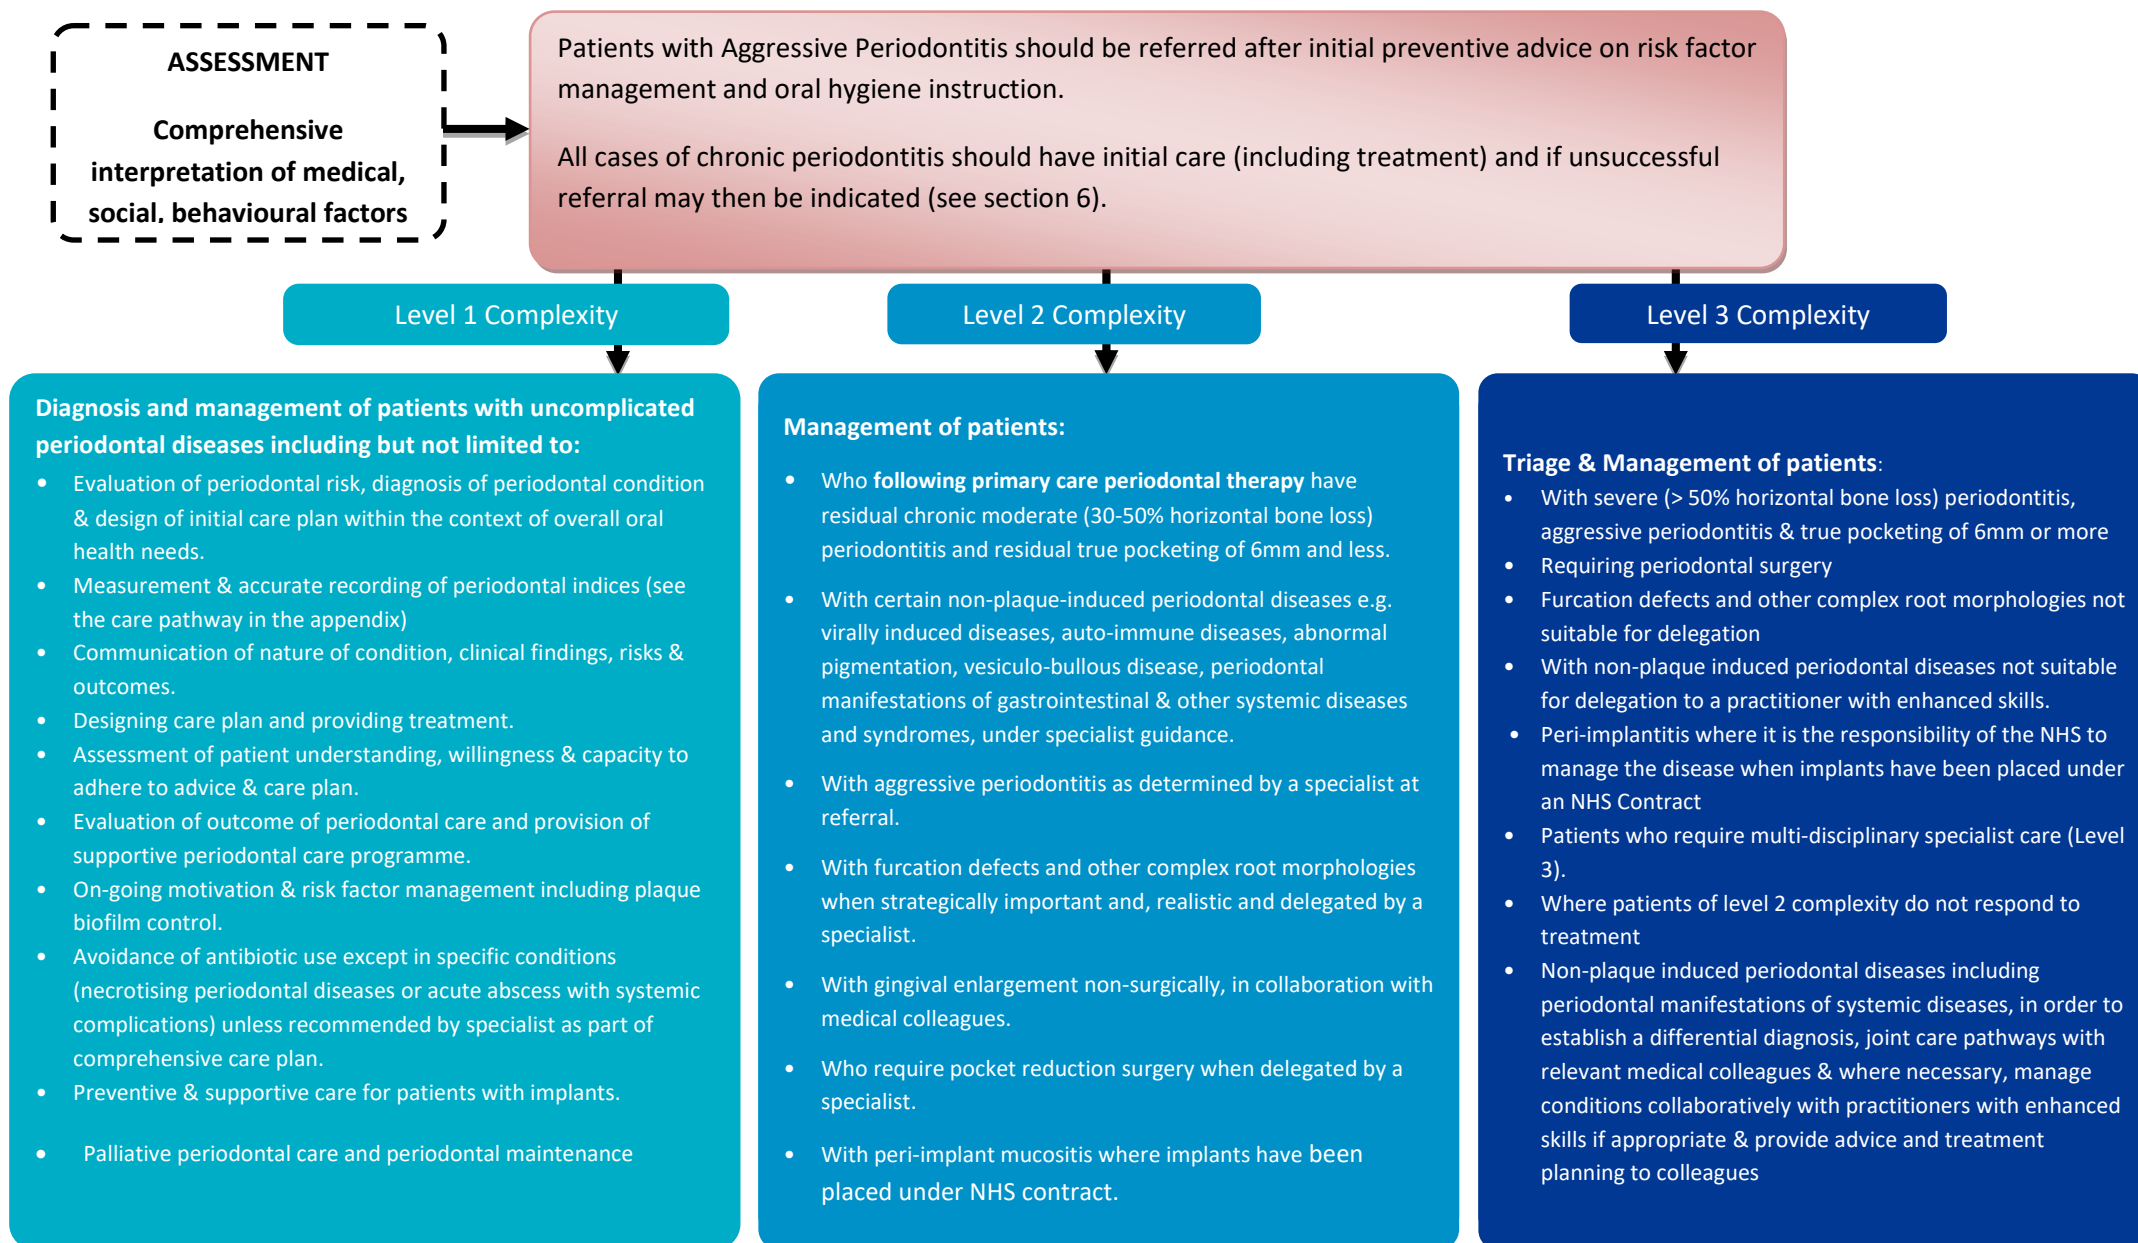 ASSESSMENT
Comprehensive
interpretation of medical,
social, behavioural factors
Patients with Aggressive Periodontitis should be referred after initial preventive advice on risk factor
management and oral hygiene instruction.
All cases of chronic periodontitis should have initial care (including treatment) and if unsuccessful
referral may then be indicated (see section 6).
Level 1 Complexity
Diagnosis and management of patients with uncomplicated
periodontal diseases including but not limited to:
• Evaluation of periodontal risk, diagnosis of periodontal condition
& design of initial care plan within the context of overall oral
health needs.
• Measurement & accurate recording of periodontal indices (see
the care pathway in the appendix)
• Communication of nature of condition, clinical findings, risks &
outcomes.
• Designing care plan and providing treatment.
• Assessment of patient understanding, willingness & capacity to
adhere to advice & care plan.
• Evaluation of outcome of periodontal care and provision of
supportive periodontal care programme.
• On-going motivation & risk factor management including plaque
biofilm control.
• Avoidance of antibiotic use except in specific conditions
(necrotising periodontal diseases or acute abscess with systemic
complications) unless recommended by specialist as part of
comprehensive care plan.
• Preventive & supportive care for patients with implants.
• Palliative periodontal care and periodontal maintenance
Level 2 Complexity
Management of patients:
• Who following primary care periodontal therapy have
residual chronic moderate (30-50% horizontal bone loss)
periodontitis and residual true pocketing of 6mm and less.
• With certain non-plaque-induced periodontal diseases e.g.
virally induced diseases, auto-immune diseases, abnormal
pigmentation, vesiculo-bullous disease, periodontal
manifestations of gastrointestinal & other systemic diseases
and syndromes, under specialist guidance.
• With aggressive periodontitis as determined by a specialist at
referral.
• With furcation defects and other complex root morphologies
when strategically important and, realistic and delegated by a
specialist.
• With gingival enlargement non-surgically, in collaboration with
medical colleagues.
• Who require pocket reduction surgery when delegated by a
specialist.
• With peri-implant mucositis where implants have been
placed under NHS contract.
Level 3 Complexity
Triage & Management of patients:
• With severe (> 50% horizontal bone loss) periodontitis,
aggressive periodontitis & true pocketing of 6mm or more
• Requiring periodontal surgery
• Furcation defects and other complex root morphologies not
suitable for delegation
• With non-plaque induced periodontal diseases not suitable
for delegation to a practitioner with enhanced skills.
• Peri-implantitis where it is the responsibility of the NHS to
manage the disease when implants have been placed under
an NHS Contract
• Patients who require multi-disciplinary specialist care (Level
3).
• Where patients of level 2 complexity do not respond to
treatment
• Non-plaque induced periodontal diseases including
periodontal manifestations of systemic diseases, in order to
establish a differential diagnosis, joint care pathways with
relevant medical colleagues & where necessary, manage
conditions collaboratively with practitioners with enhanced
skills if appropriate & provide advice and treatment
planning to colleagues